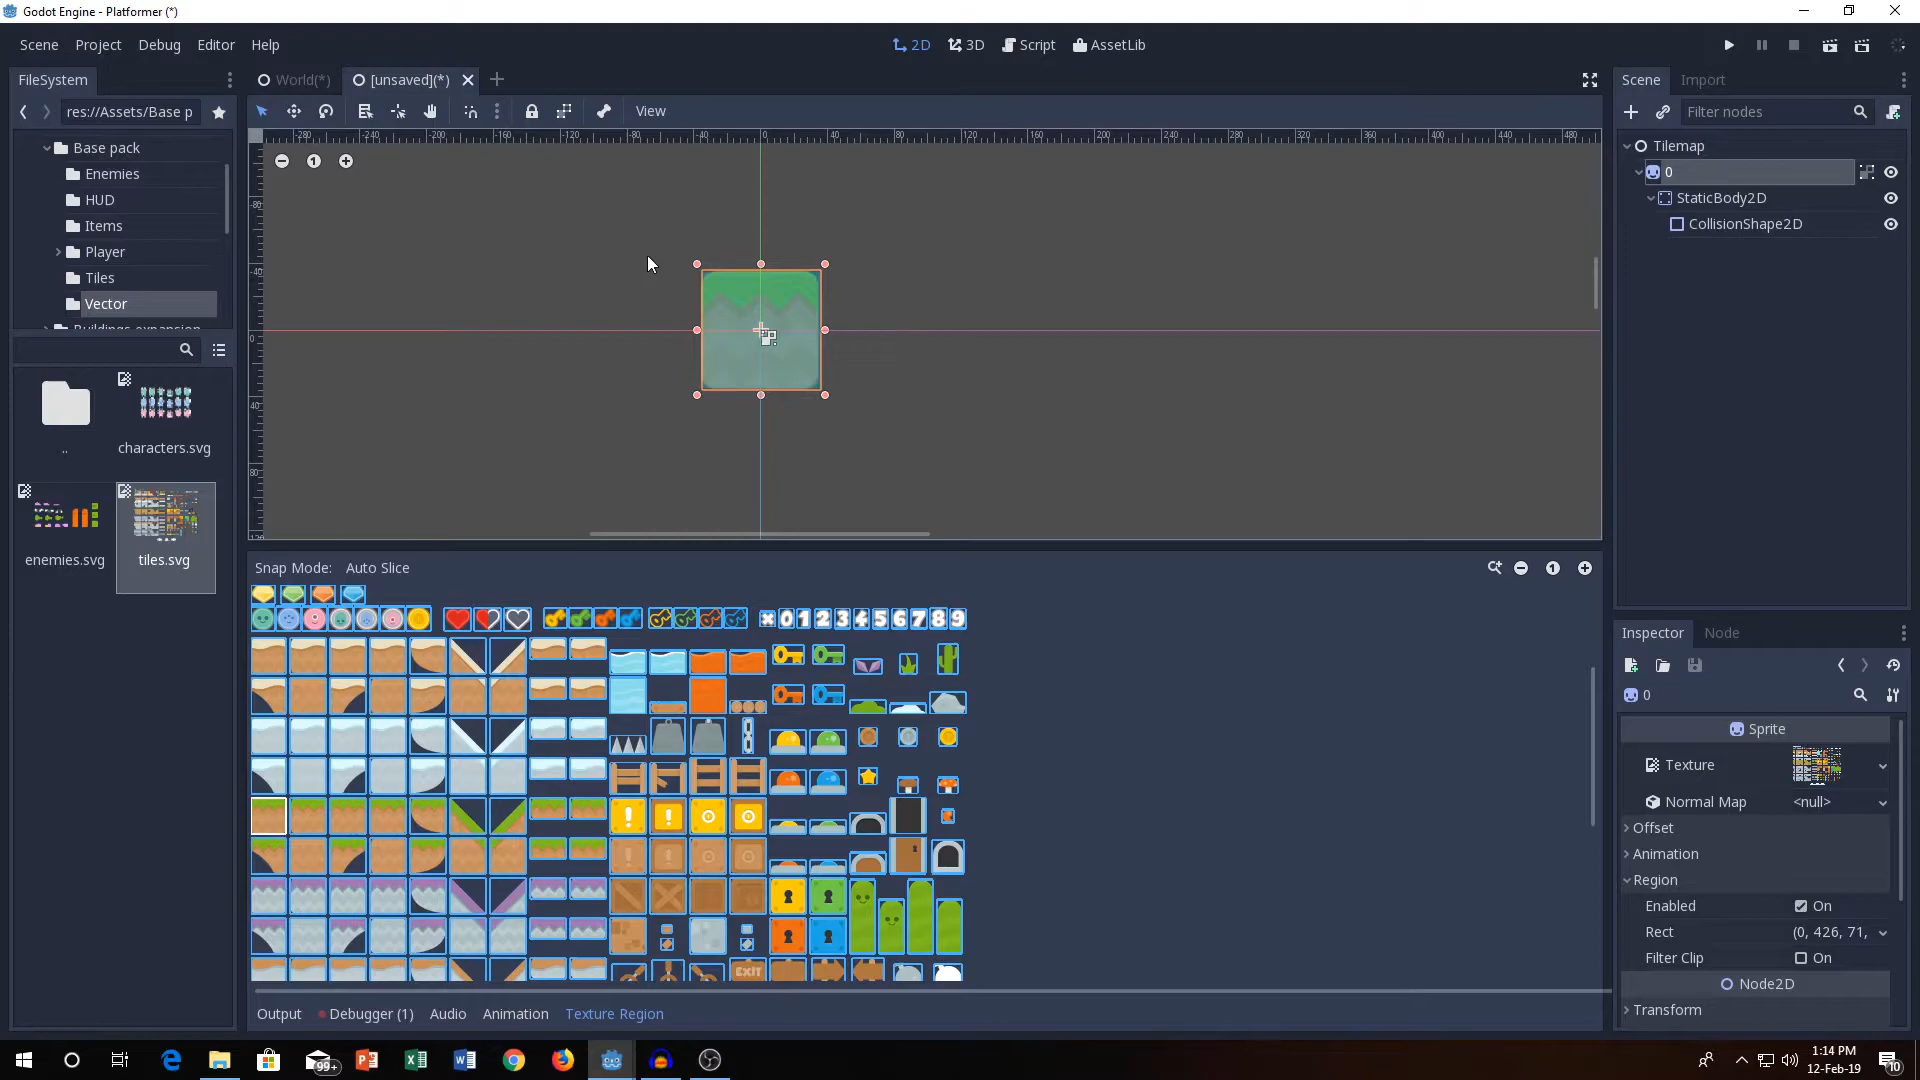 Godot Engine - Platformer (*)
Scene Project Debug Editor Help
2D 3D Script AssetLib
FileSystem
World(*) [unsaved](*)
Scene Import
res://Assets/Base p
View
Filter nodes
Base pack
Enemies
HUD
Items
Player
Tiles
Vector
Tilemap
0
StaticBody2D
CollisionShape2D
..
characters.svg
enemies.svg
tiles.svg
Snap Mode: Auto Slice
0123456789
EXIT
Inspector Node
0
Sprite
Texture
Normal Map <null>
Offset
Animation
Region
Enabled On
Rect (0, 426, 71,
Filter Clip On
Node2D
Transform
Output Debugger (1) Audio Animation Texture Region
99+
1:14 PM
12-Feb-19
10